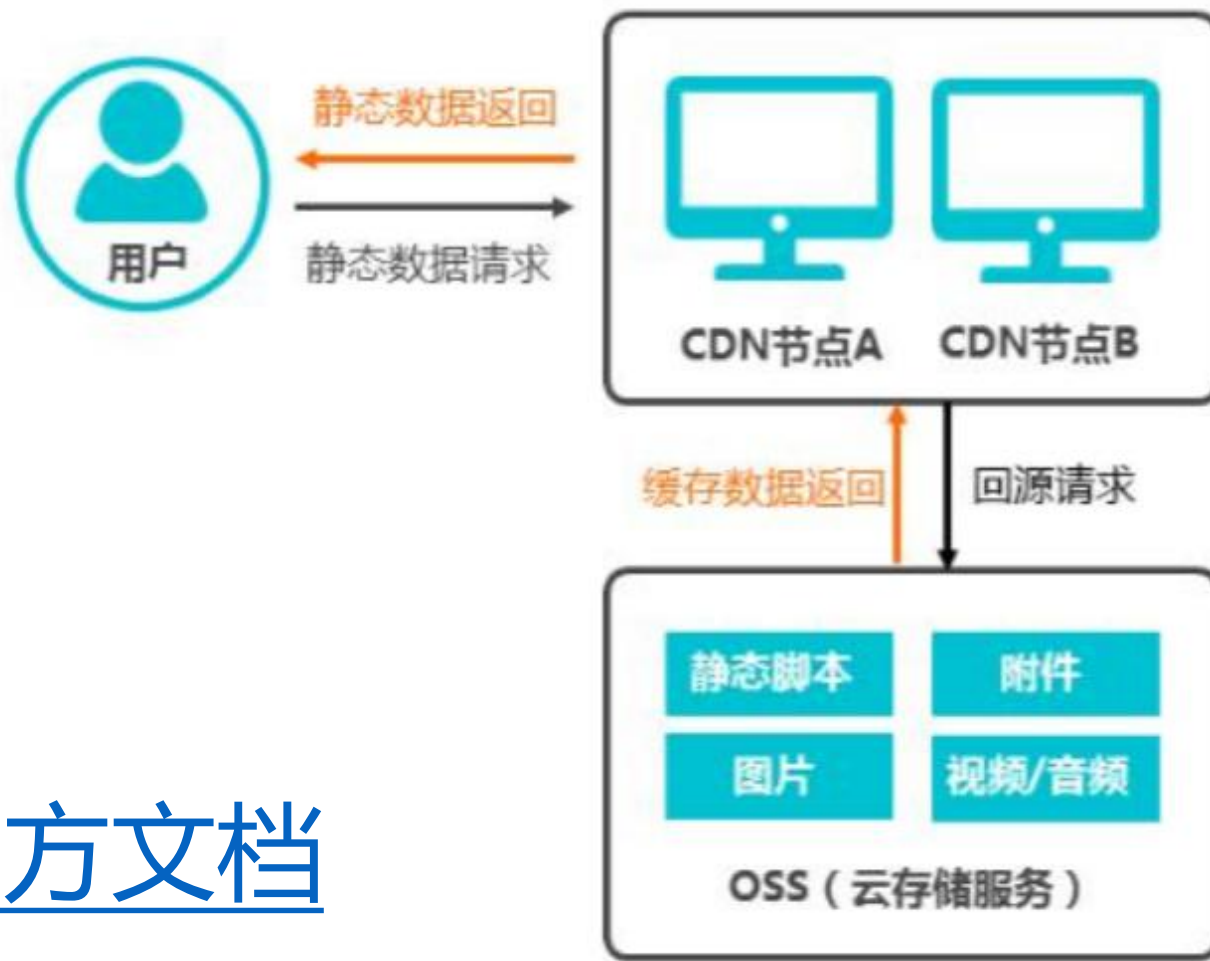 静态数据返回
用户
静态数据请求
CDN节点A
CDN节点B
缓存数据返回
回源请求
静态脚本
附件
图片
视频/音频
方文档
OSS（云存储服务）